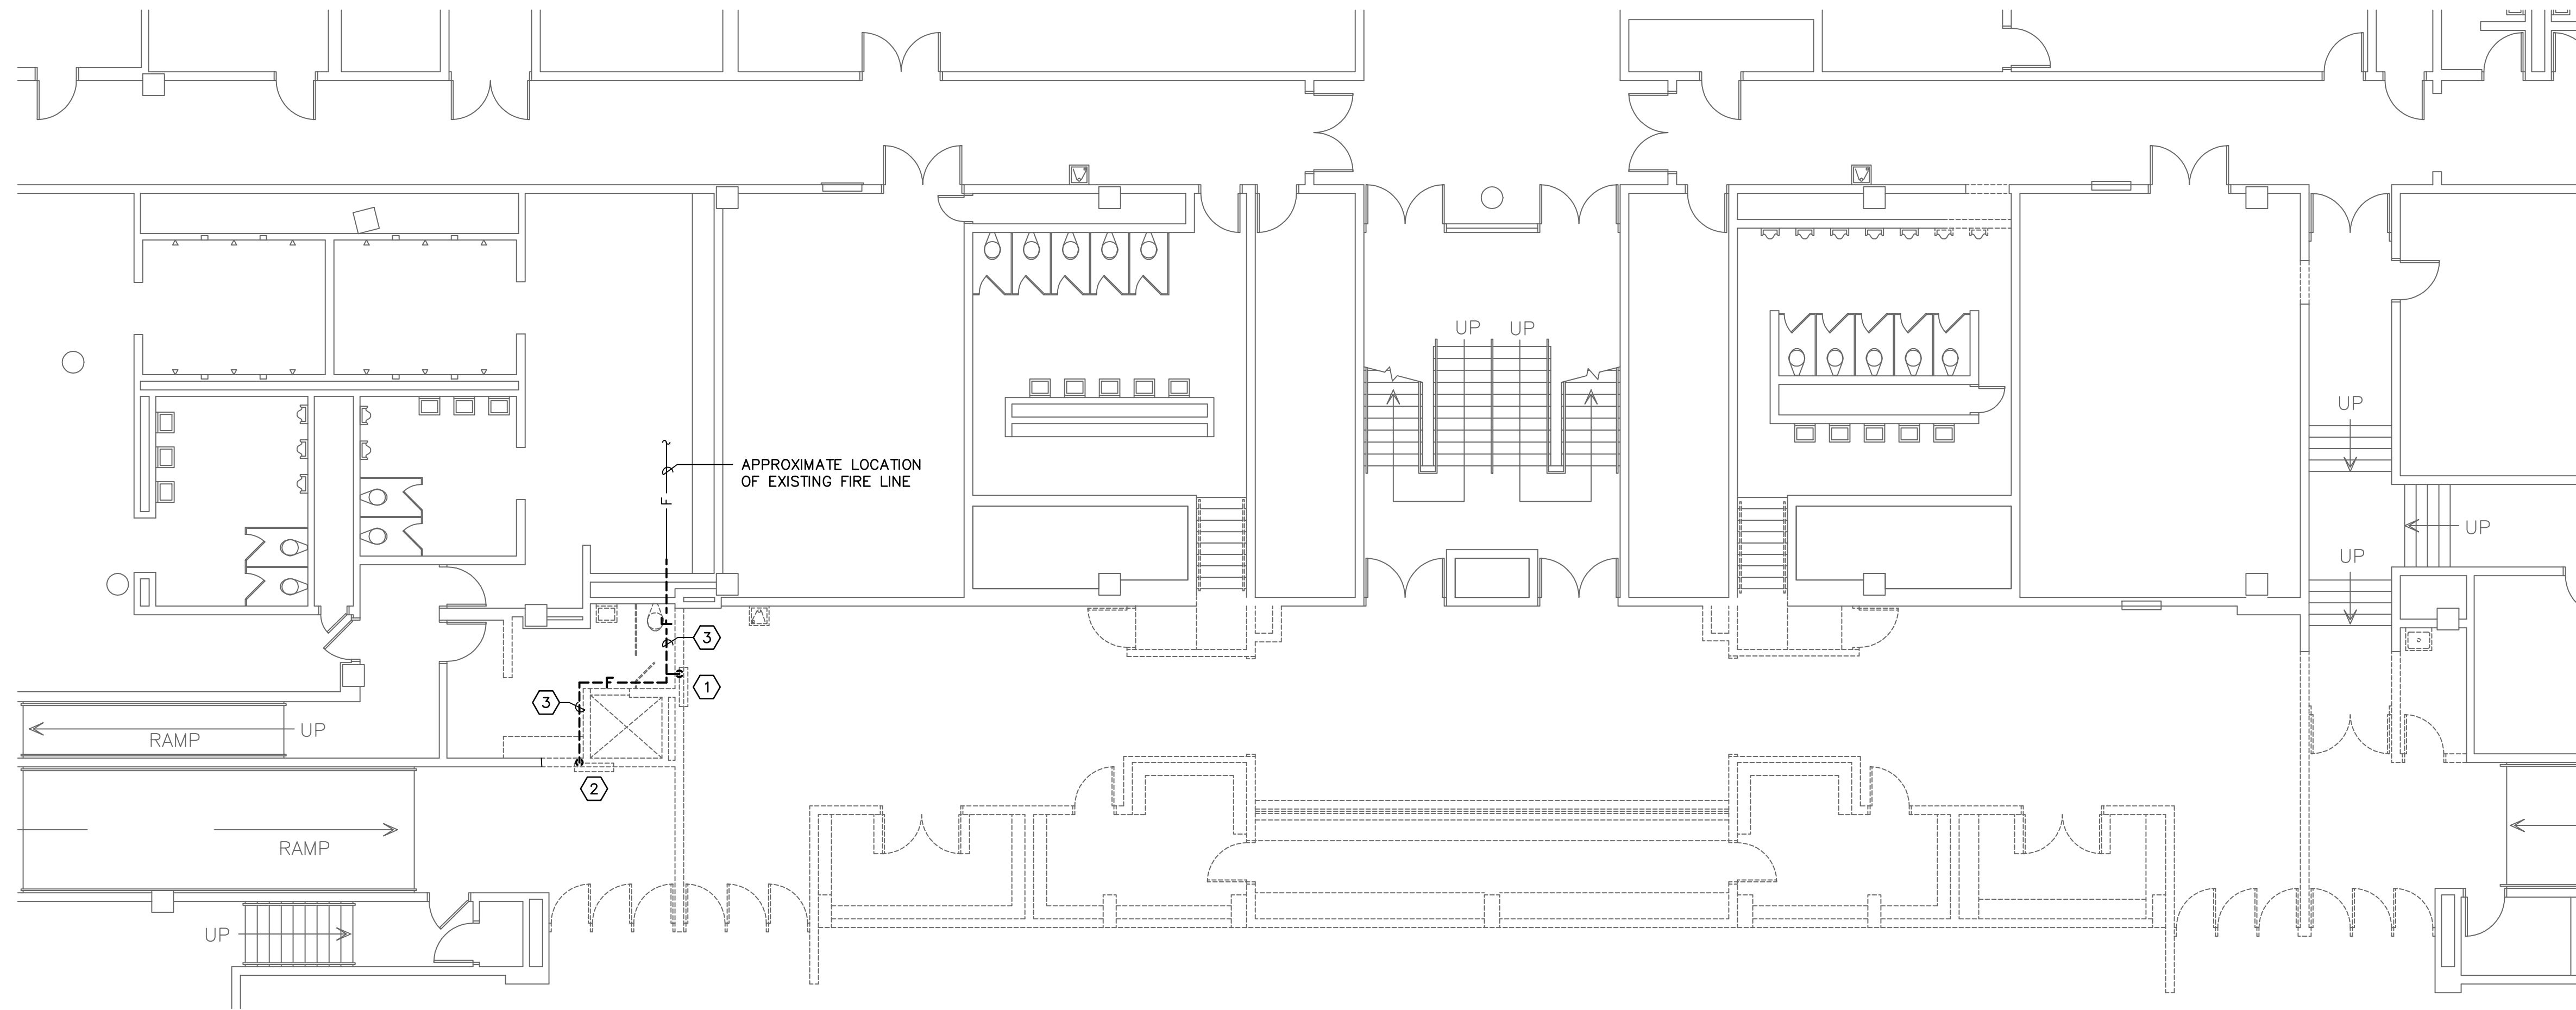 UP UP
UP
APPROXIMATE LOCATION
OF EXISTING FIRE LINE
F
UP
UP
F
3
F
1
3
UP
RAMP
2
RAMP
UP